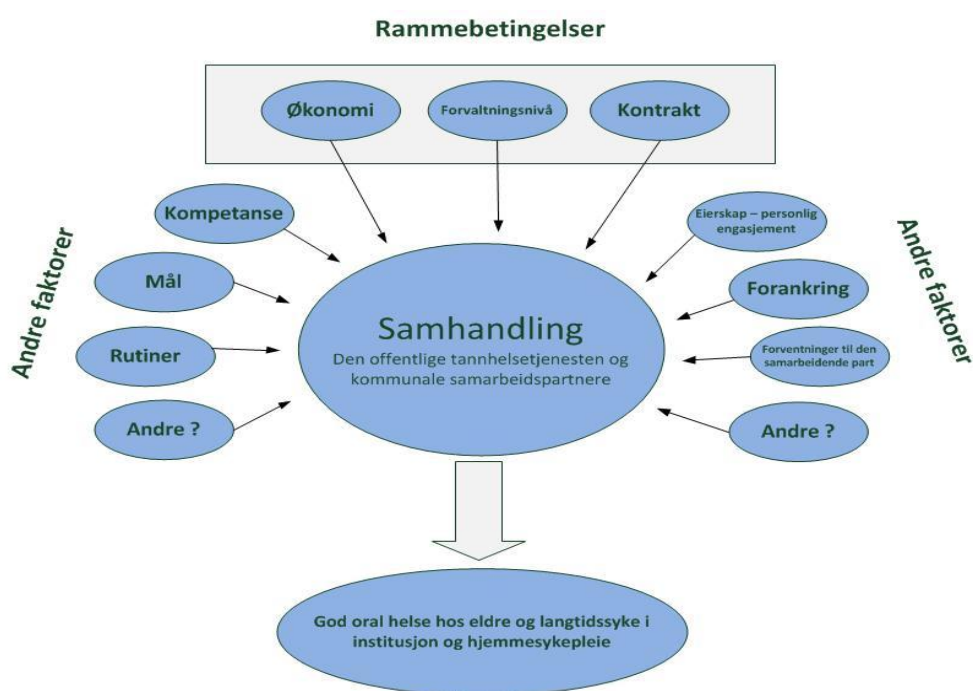 Rammebetingelser
Økonomi
Forvaltningsnivå
Kontrakt
Andre faktorer
Kompetanse
Mål
Rutiner
Andre ?
Samhandling
Den offentlige tannhelsetjenesten og
kommunale samarbeidspartnere
Eierskap – personlig
engasjement
Forankring
Forventninger til den
samarbeidende part
Andre ?
Andre faktorer
God oral helse hos eldre og langtidssyke i
institusjon og hjemmesykepleie